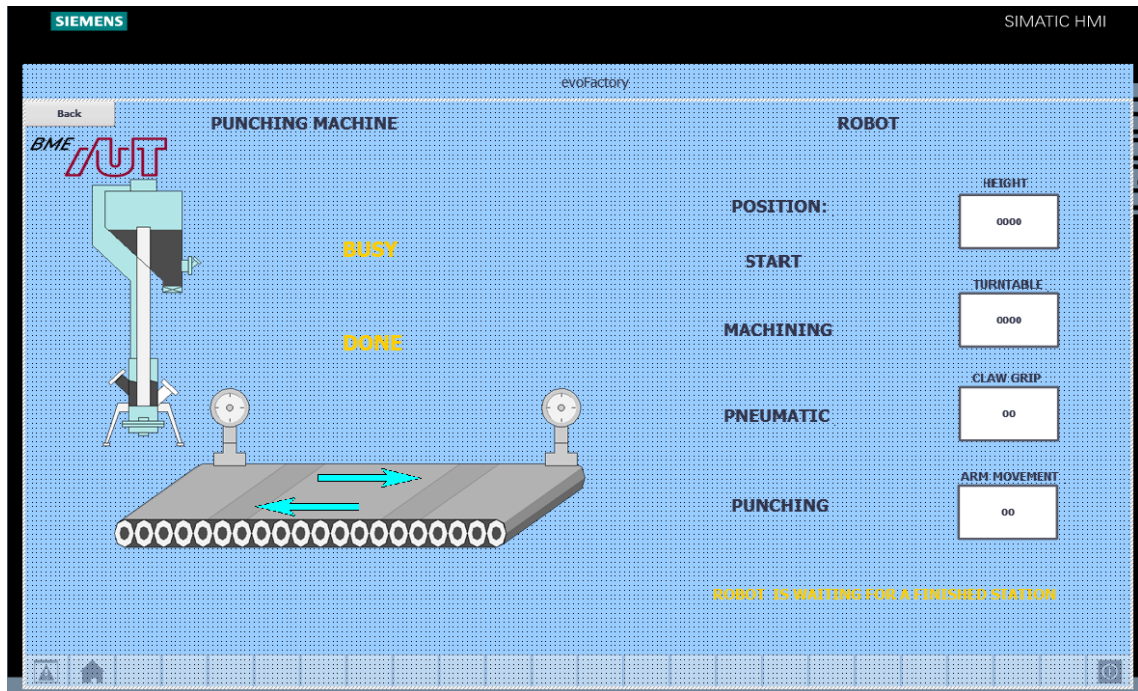 SIEMENS
SIMATIC HMI
evoFactory
Back
BME AUT
PUNCHING MACHINE
BUSY
DONE
ROBOT
POSITION:
START
MACHINING
PNEUMATIC
PUNCHING
HEIGHT
0000
TURNTABLE
0000
CLAW GRIP
00
ARM MOVEMENT
00
ROBOT IS WAITING FOR A FINISHED STATION